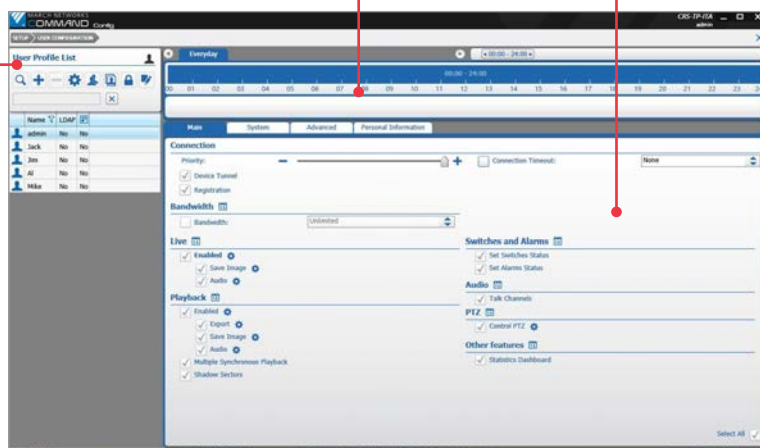 MARCH NETWORKS
COMMAND Config
CRS-TP-ITA
admin
SETUP USER CONFIGURATION
User Profile List
Everyday
00:00 - 24:00
00:00 - 24:00
00 01 02 03 04 05 06 07 08 09 10 11 12 13 14 15 16 17 18 19 20 21 22 23 24
Name LDAP
admin No No
Jack No No
Jim No No
Al No No
Mike No No
Main System Advanced Personal Information
Connection
Priority: Connection Timeout: None
Device Tunnel
Registration
Bandwidth
Bandwidth: Unlimited
Live
Enabled
Save Image
Audio
Playback
Enabled
Export
Save Image
Audio
Multiple Synchronous Playback
Shadow Sectors
Switches and Alarms
Set Switches Status
Set Alarms Status
Audio
Talk Channels
PTZ
Control PTZ
Other features
Statistics Dashboard
Select All